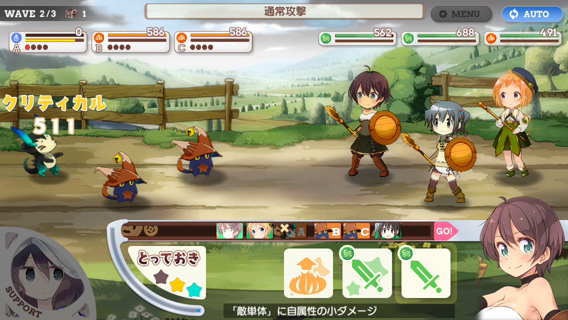 WAVE 2/3 1
通常攻撃
MENU
AUTO
A 0
B 586
C 586
562
688
491
クリティカル
511
A B C GO!
とっておき
SUPPORT
「敵単体」に自属性の小ダメージ